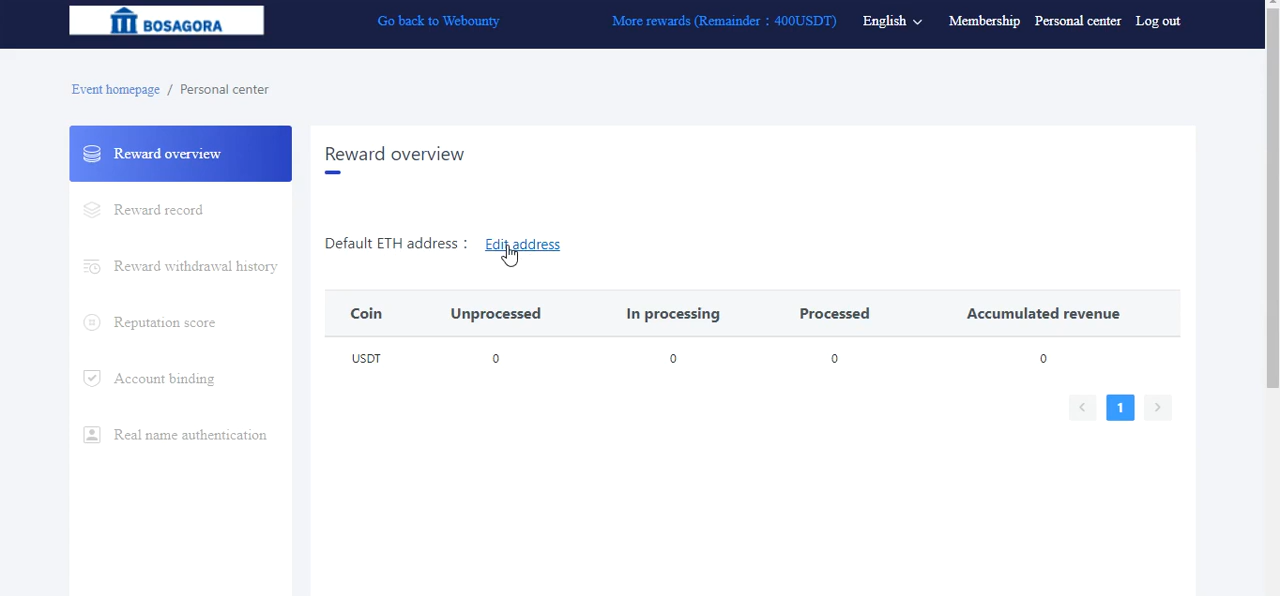 BOSAGORA
Go back to Webounty
More rewards (Remainder：400USDT)
English
Membership
Personal center
Log out
Event homepage / Personal center
Reward overview
Reward record
Reward withdrawal history
Reputation score
Account binding
Real name authentication
Reward overview
Default ETH address： Edit address
Coin Unprocessed In processing Processed Accumulated revenue
USDT 0 0 0 0
< 1 >